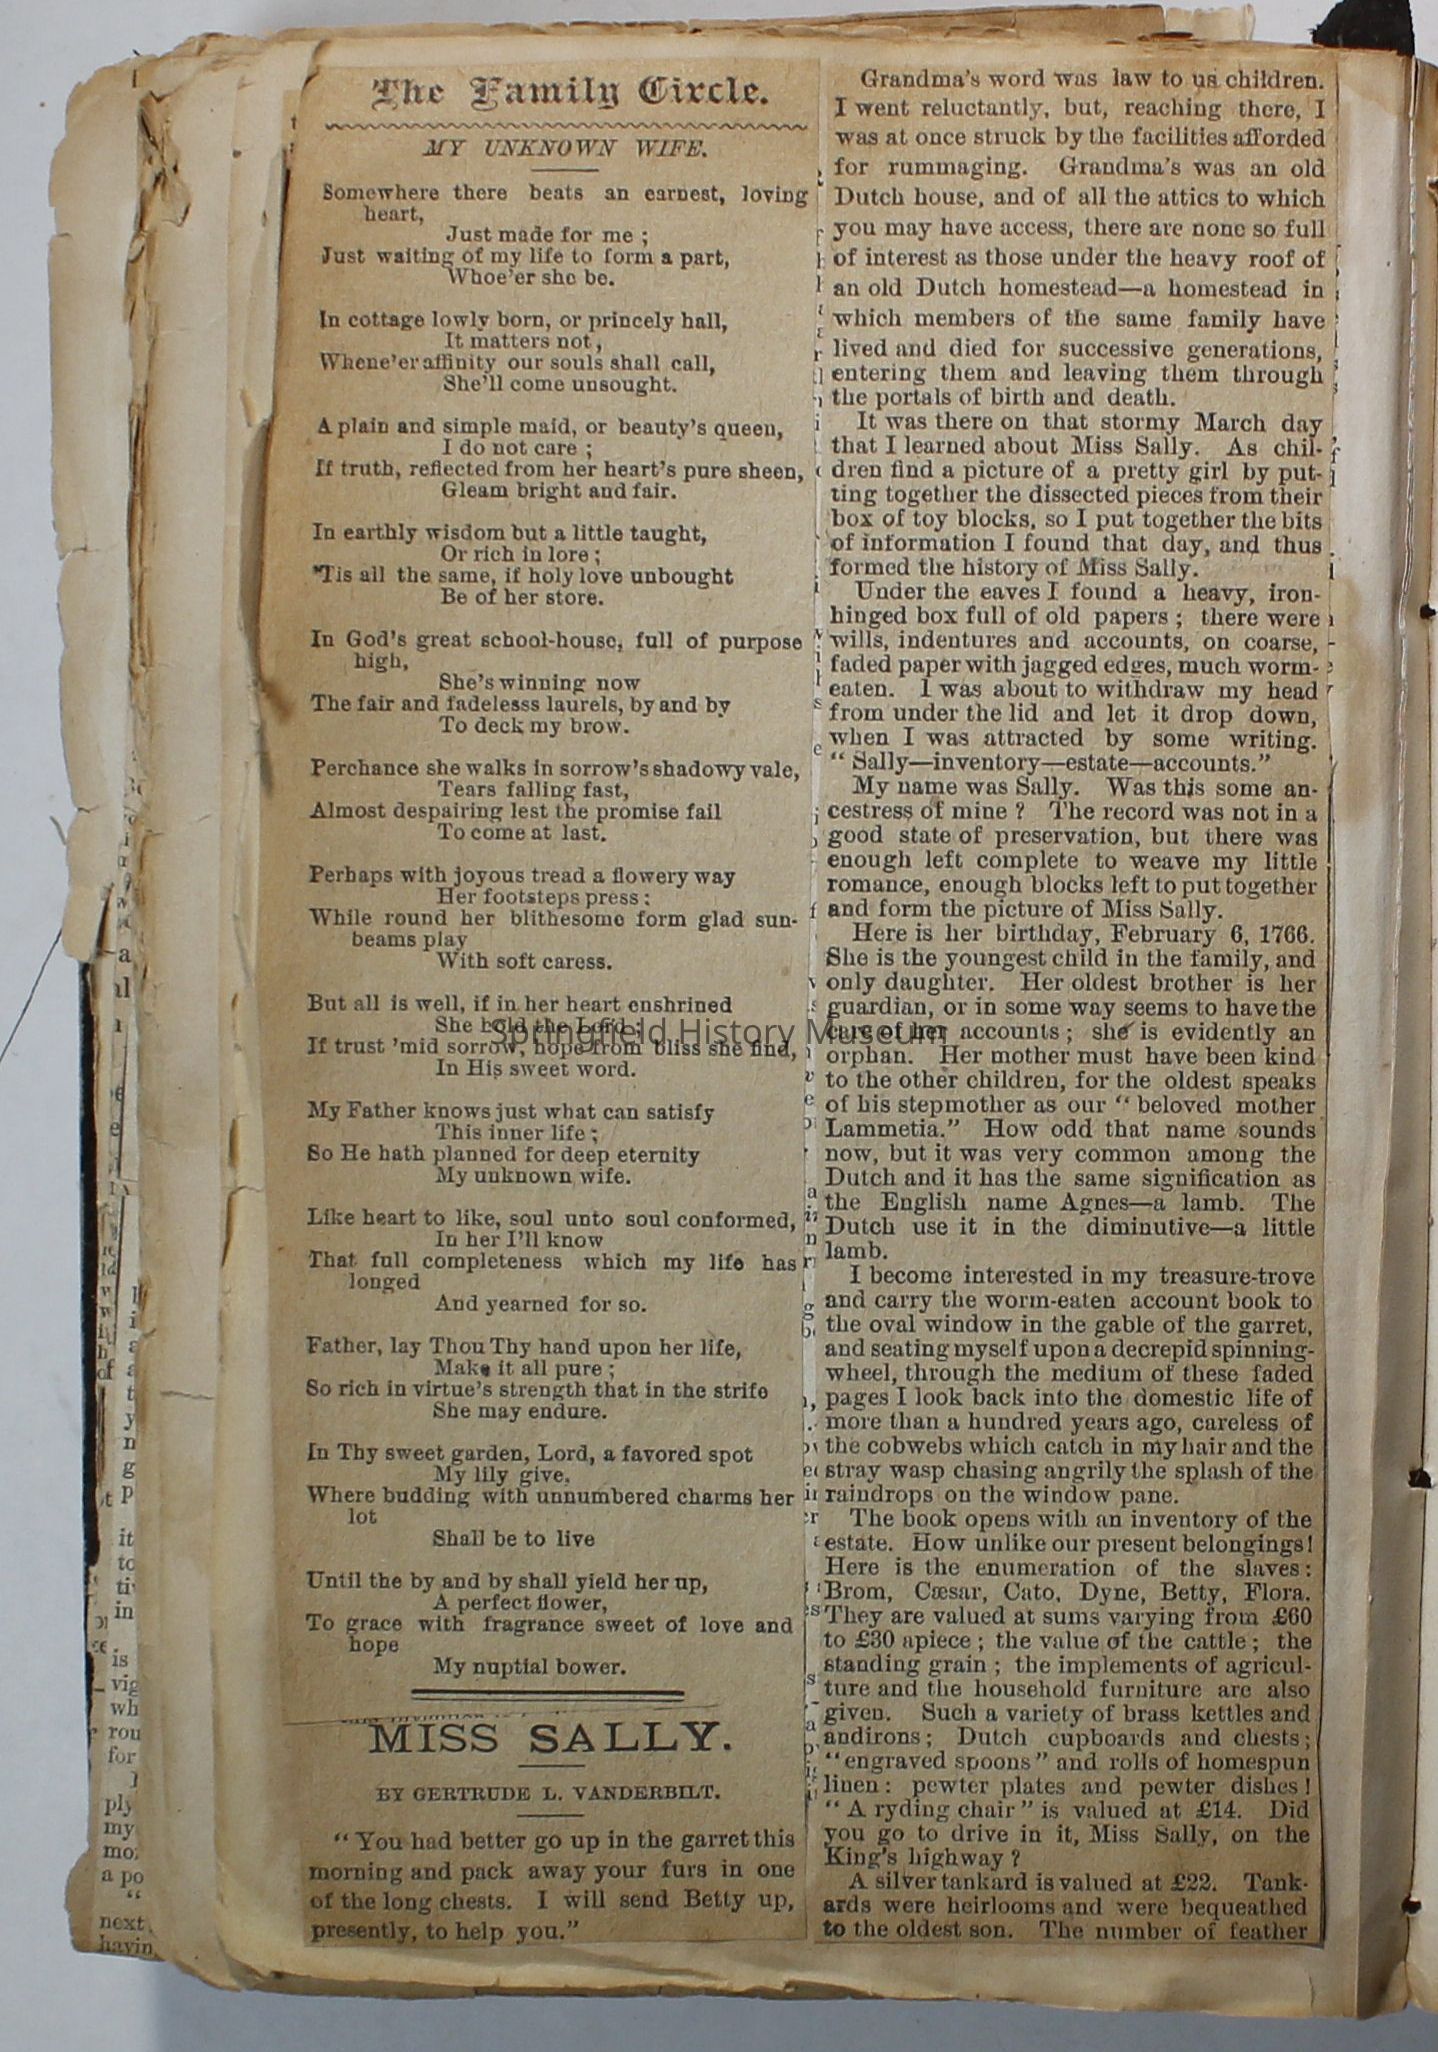 The Family Circle.
MY UNKNOWN WIFE.
Somewhere there beats an earnest, loving
heart,
Just made for me ;
Just waiting of my life to form a part,
Whoe'er she be.
In cottage lowly born, or princely hall,
It matters not,
Whene'er affinity our souls shall call,
She'll come unsought.
A plain and simple maid, or beauty's queen,
I do not care ;
If truth, reflected from her heart's pure sheen,
Gleam bright and fair.
In earthly wisdom but a little taught,
Or rich in lore ;
'Tis all the same, if holy love unbought
Be of her store.
In God's great school-house, full of purpose
high,
She's winning now
The fair and fadelesss laurels, by and by
To deck my brow.
Perchance she walks in sorrow's shadowy vale,
Tears falling fast,
Almost despairing lest the promise fail
To come at last.
Perhaps with joyous tread a flowery way
Her footsteps press ;
While round her blithesome form glad sun-
beams play
With soft caress.
But all is well, if in her heart enshrined
She hold the Lord ;
If trust 'mid sorrow, hope from bliss she find,
In His sweet word.
My Father knows just what can satisfy
This inner life ;
So He hath planned for deep eternity
My unknown wife.
Like heart to like, soul unto soul conformed,
In her I'll know
That full completeness which my life has
longed
And yearned for so.
Father, lay Thou Thy hand upon her life,
Make it all pure ;
So rich in virtue's strength that in the strife
She may endure.
In Thy sweet garden, Lord, a favored spot
My lily give,
Where budding with unnumbered charms her
lot
Shall be to live
Until the by and by shall yield her up,
A perfect flower,
To grace with fragrance sweet of love and
hope
My nuptial bower.
MISS SALLY.
BY GERTRUDE L. VANDERBILT.
" You had better go up in the garret this
morning and pack away your furs in one
of the long chests. I will send Betty up,
presently, to help you."
Grandma's word was law to us children.
I went reluctantly, but, reaching there, I
was at once struck by the facilities afforded
for rummaging. Grandma's was an old
Dutch house, and of all the attics to which
you may have access, there are none so full
of interest as those under the heavy roof of
an old Dutch homestead—a homestead in
which members of the same family have
lived and died for successive generations,
entering them and leaving them through
the portals of birth and death.
It was there on that stormy March day
that I learned about Miss Sally. As chil-
dren find a picture of a pretty girl by put-
ting together the dissected pieces from their
box of toy blocks, so I put together the bits
of information I found that day, and thus
formed the history of Miss Sally.
Under the eaves I found a heavy, iron-
hinged box full of old papers ; there were
wills, indentures and accounts, on coarse,
faded paper with jagged edges, much worm-
eaten. I was about to withdraw my head
from under the lid and let it drop down,
when I was attracted by some writing.
" Sally—inventory—estate—accounts."
My name was Sally. Was this some an-
cestress of mine ? The record was not in a
good state of preservation, but there was
enough left complete to weave my little
romance, enough blocks left to put together
and form the picture of Miss Sally.
Here is her birthday, February 6, 1766.
She is the youngest child in the family, and
only daughter. Her oldest brother is her
guardian, or in some way seems to have the
care of her accounts ; she is evidently an
orphan. Her mother must have been kind
to the other children, for the oldest speaks
of his stepmother as our " beloved mother
Lammetia." How odd that name sounds
now, but it was very common among the
Dutch and it has the same signification as
the English name Agnes—a lamb. The
Dutch use it in the diminutive—a little
lamb.
I become interested in my treasure-trove
and carry the worm-eaten account book to
the oval window in the gable of the garret,
and seating myself upon a decrepid spinning-
wheel, through the medium of these faded
pages I look back into the domestic life of
more than a hundred years ago, careless of
the cobwebs which catch in my hair and the
stray wasp chasing angrily the splash of the
raindrops on the window pane.
The book opens with an inventory of the
estate. How unlike our present belongings!
Here is the enumeration of the slaves :
Brom, Cæsar, Cato, Dyne, Betty, Flora.
They are valued at sums varying from £60
to £30 apiece ; the value of the cattle ; the
standing grain ; the implements of agricul-
ture and the household furniture are also
given. Such a variety of brass kettles and
andirons ; Dutch cupboards and chests ;
" engraved spoons " and rolls of homespun
linen : pewter plates and pewter dishes !
" A ryding chair " is valued at £14. Did
you go to drive in it, Miss Sally, on the
King's highway ?
A silver tankard is valued at £22. Tank-
ards were heirlooms and were bequeathed
to the oldest son. The number of feather
Springfield History Museum